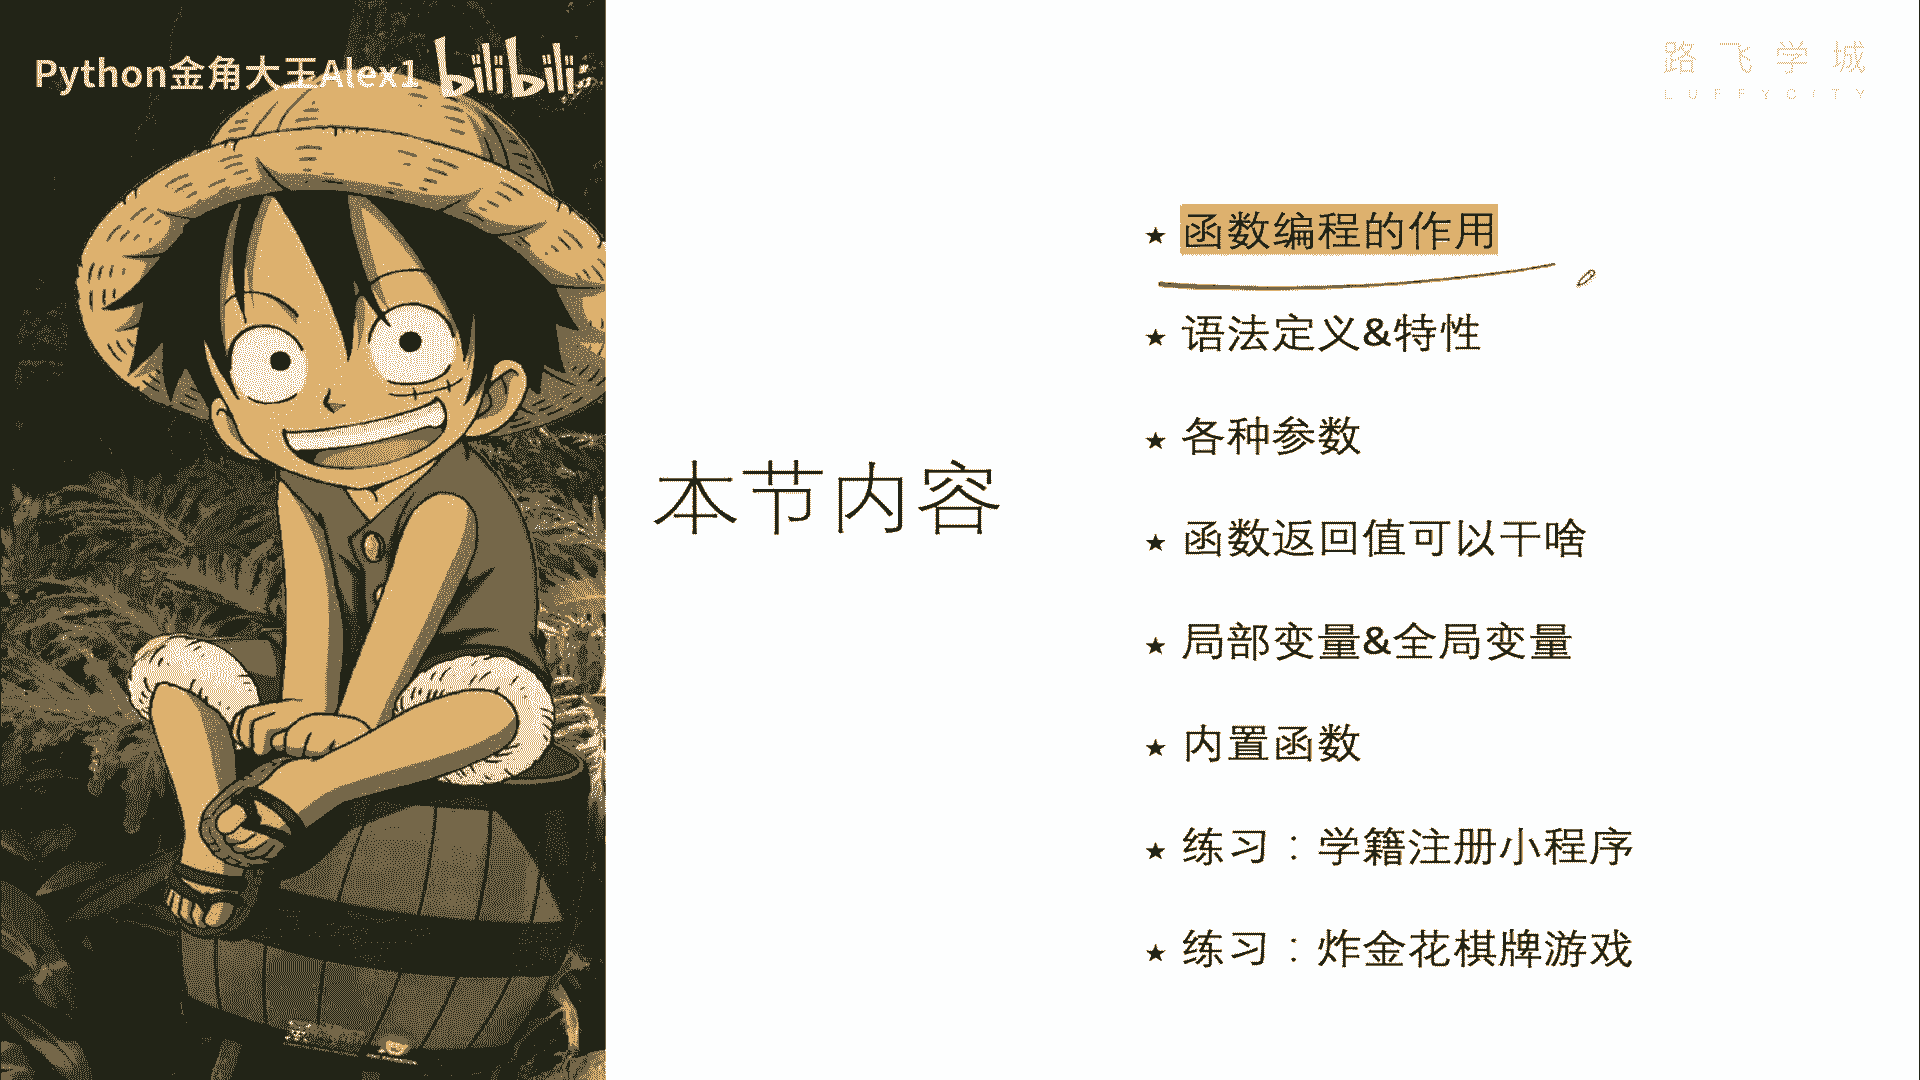 Python金角大王Alex1 bilibili
路飞学城
LUFFYCITY
本节内容
★ 函数编程的作用
★ 语法定义&特性
★ 各种参数
★ 函数返回值可以干啥
★ 局部变量&全局变量
★ 内置函数
★ 练习：学籍注册小程序
★ 练习：炸金花棋牌游戏